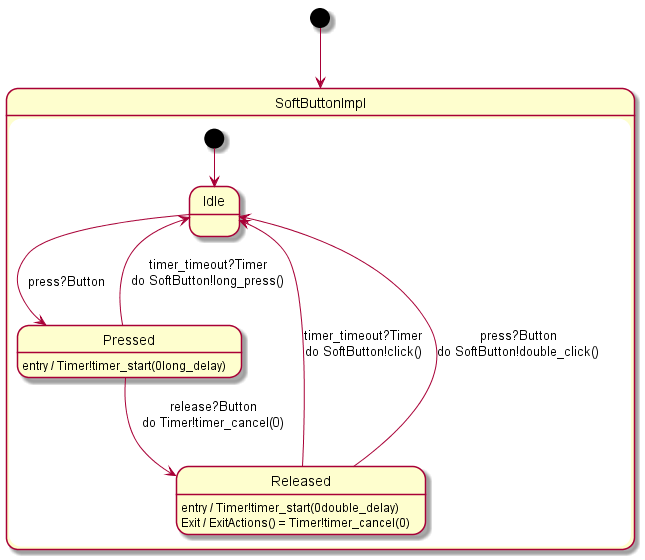 SoftButtonImpl
Idle
timer_timeout?Timer
do SoftButton!long_press()
press?Button
timer_timeout?Timer
do SoftButton!click()
press?Button
do SoftButton!double_click()
Pressed
entry / Timer!timer_start(0long_delay)
release?Button
do Timer!timer_cancel(0)
Released
entry / Timer!timer_start(0double_delay)
Exit / ExitActions() = Timer!timer_cancel(0)